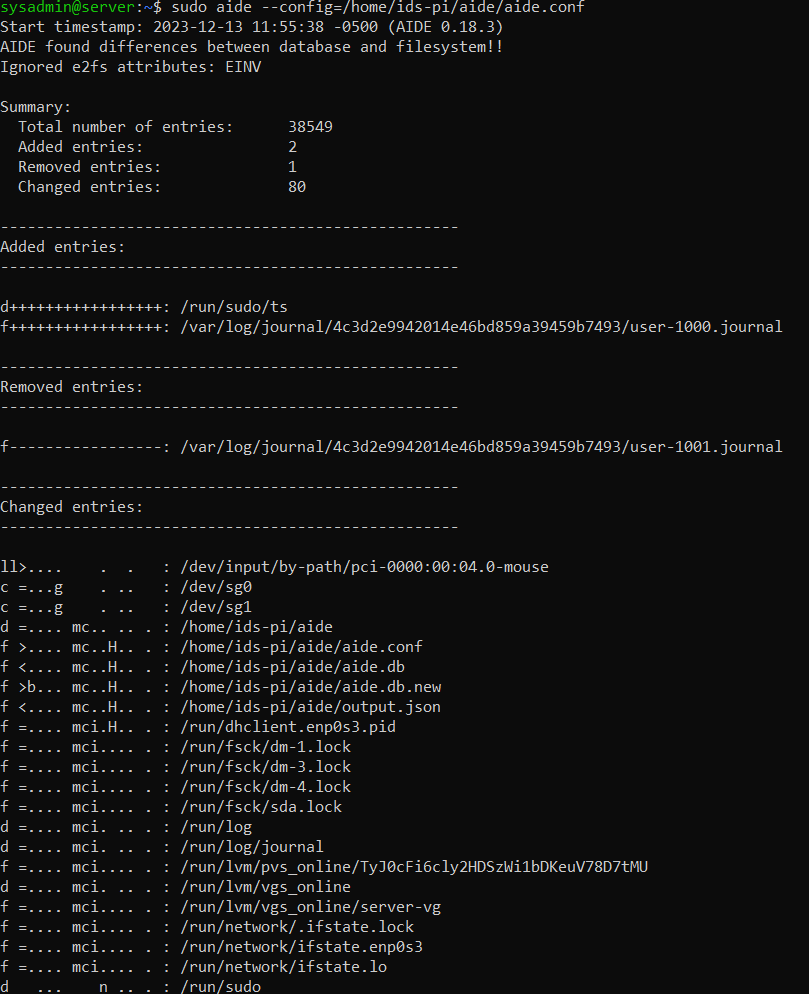 sysadmin@server:~$ sudo aide --config=/home/ids-pi/aide/aide.conf
Start timestamp: 2023-12-13 11:55:38 -0500 (AIDE 0.18.3)
AIDE found differences between database and filesystem!!
Ignored e2fs attributes: EINV

Summary:
  Total number of entries:      38549
  Added entries:                2
  Removed entries:              1
  Changed entries:              80

---------------------------------------------------
Added entries:
---------------------------------------------------

d+++++++++++++++++: /run/sudo/ts
f+++++++++++++++++: /var/log/journal/4c3d2e9942014e46bd859a39459b7493/user-1000.journal

---------------------------------------------------
Removed entries:
---------------------------------------------------

f-----------------: /var/log/journal/4c3d2e9942014e46bd859a39459b7493/user-1001.journal

---------------------------------------------------
Changed entries:
---------------------------------------------------

ll>....    .  .   : /dev/input/by-path/pci-0000:00:04.0-mouse
c =...g    . ..   : /dev/sg0
c =...g    . ..   : /dev/sg1
d =.... mc.. .. . : /home/ids-pi/aide
f >.... mc..H.. . : /home/ids-pi/aide/aide.conf
f <.... mc..H.. . : /home/ids-pi/aide/aide.db
f >b... mc..H.. . : /home/ids-pi/aide/aide.db.new
f <.... mc..H.. . : /home/ids-pi/aide/output.json
f =.... mci.H.. . : /run/dhclient.enp0s3.pid
f =.... mci.... . : /run/fsck/dm-1.lock
f =.... mci.... . : /run/fsck/dm-3.lock
f =.... mci.... . : /run/fsck/dm-4.lock
f =.... mci.... . : /run/fsck/sda.lock
d =.... mci. .. . : /run/log
d =.... mci. .. . : /run/log/journal
f =.... mci.... . : /run/lvm/pvs_online/TyJ0cFi6cly2HDSzWi1bDKeuV78D7tMU
d =.... mci. .. . : /run/lvm/vgs_online
f =.... mci.... . : /run/lvm/vgs_online/server-vg
f =.... mci.... . : /run/network/.ifstate.lock
f =.... mci.... . : /run/network/ifstate.enp0s3
f =.... mci.... . : /run/network/ifstate.lo
d   ...    n .. . : /run/sudo